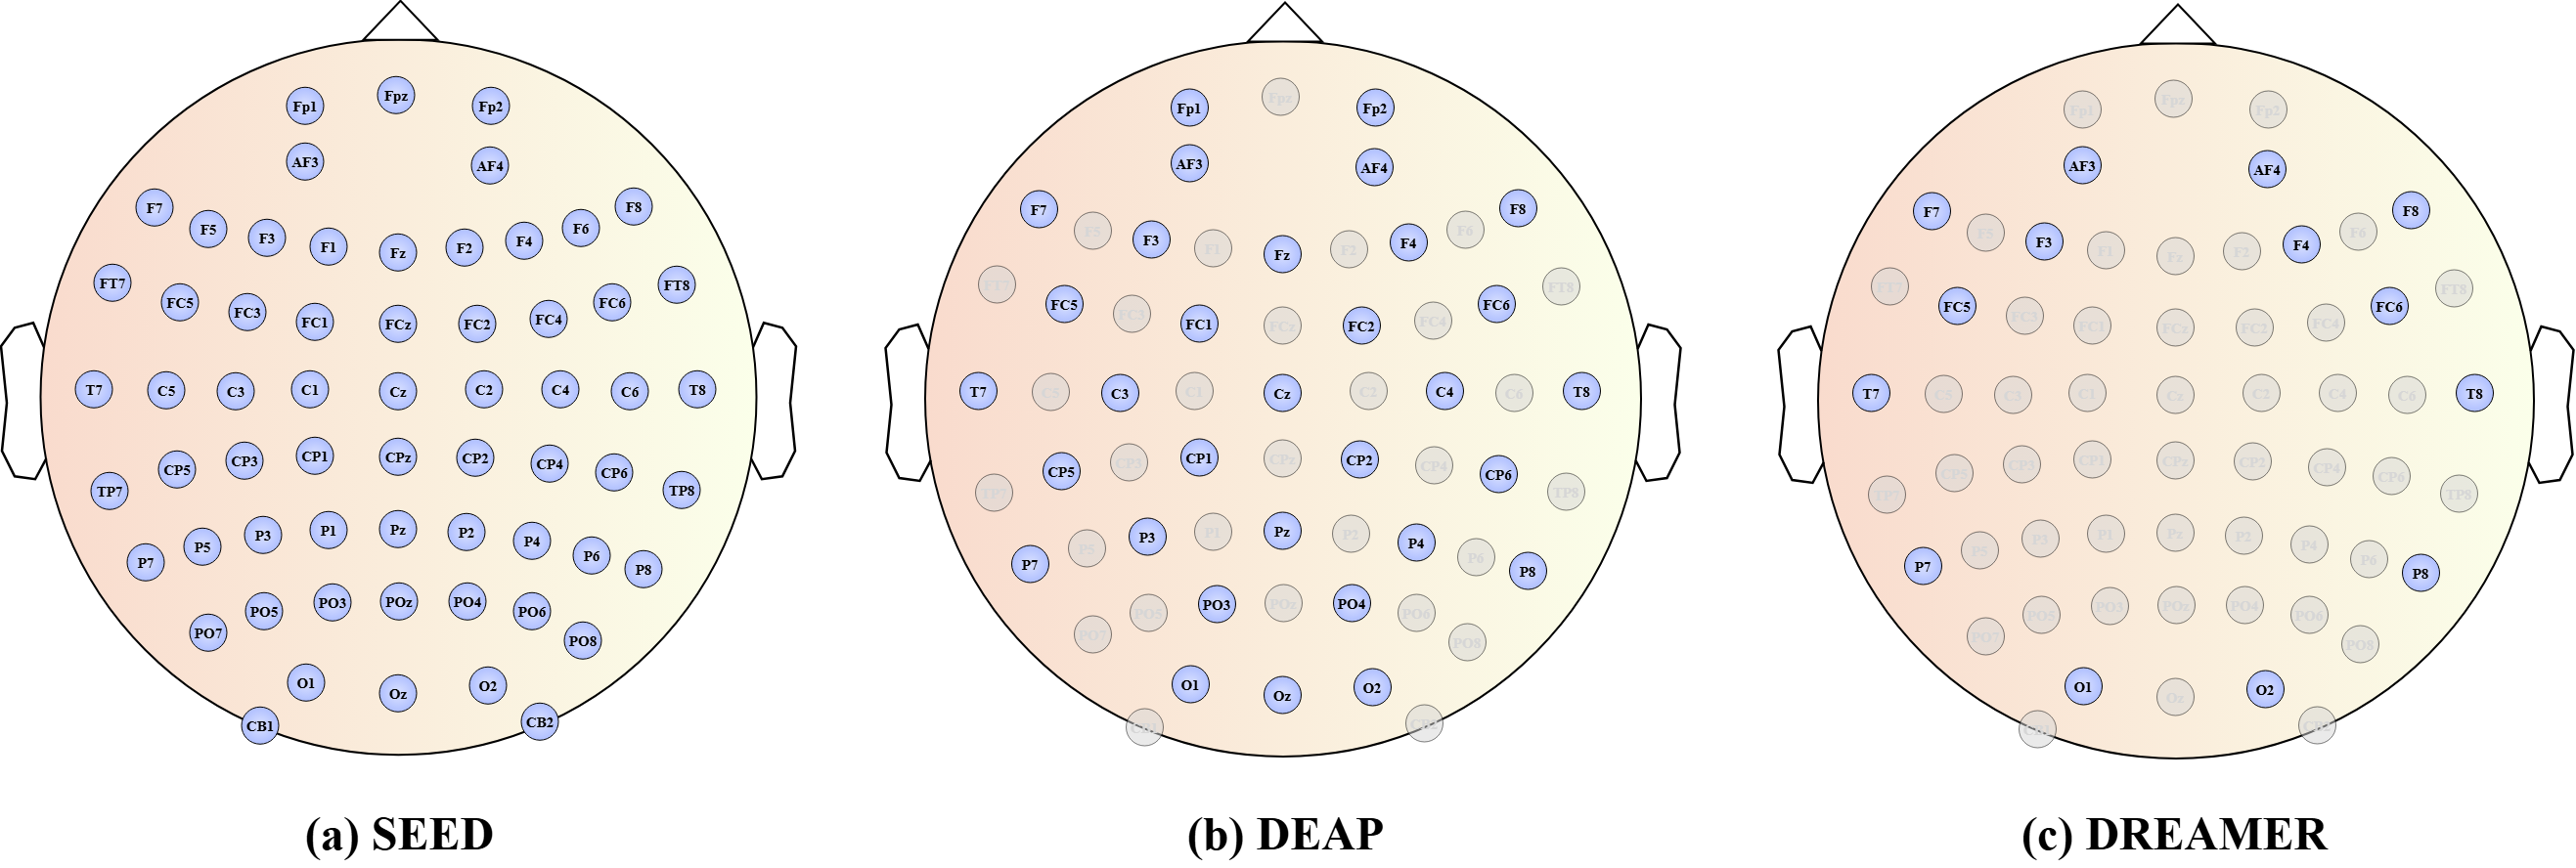 Fp1 Fpz Fp2
AF3 AF4
F7 F5 F3 F1 Fz F2 F4 F6 F8
FT7 FC5 FC3 FC1 FCz FC2 FC4 FC6 FT8
T7 C5 C3 C1 Cz C2 C4 C6 T8
TP7 CP5 CP3 CP1 CPz CP2 CP4 CP6 TP8
P7 P5 P3 P1 Pz P2 P4 P6 P8
PO7 PO5 PO3 POz PO4 PO6 PO8
O1 Oz O2
CB1 CB2
(a) SEED
Fp1 Fpz Fp2
AF3 AF4
F7 F5 F3 F1 Fz F2 F4 F6 F8
FT7 FC5 FC3 FC1 FCz FC2 FC4 FC6 FT8
T7 C5 C3 C1 Cz C2 C4 C6 T8
TP7 CP5 CP3 CP1 CPz CP2 CP4 CP6 TP8
P7 P5 P3 P1 Pz P2 P4 P6 P8
PO7 PO5 PO3 POz PO4 PO6 PO8
O1 Oz O2
CB1 CB2
(b) DEAP
Fp1 Fpz Fp2
AF3 AF4
F7 F5 F3 F1 Fz F2 F4 F6 F8
FT7 FC5 FC3 FC1 FCz FC2 FC4 FC6 FT8
T7 C5 C3 C1 Cz C2 C4 C6 T8
TP7 CP5 CP3 CP1 CPz CP2 CP4 CP6 TP8
P7 P5 P3 P1 Pz P2 P4 P6 P8
PO7 PO5 PO3 POz PO4 PO6 PO8
O1 Oz O2
CB1 CB2
(c) DREAMER